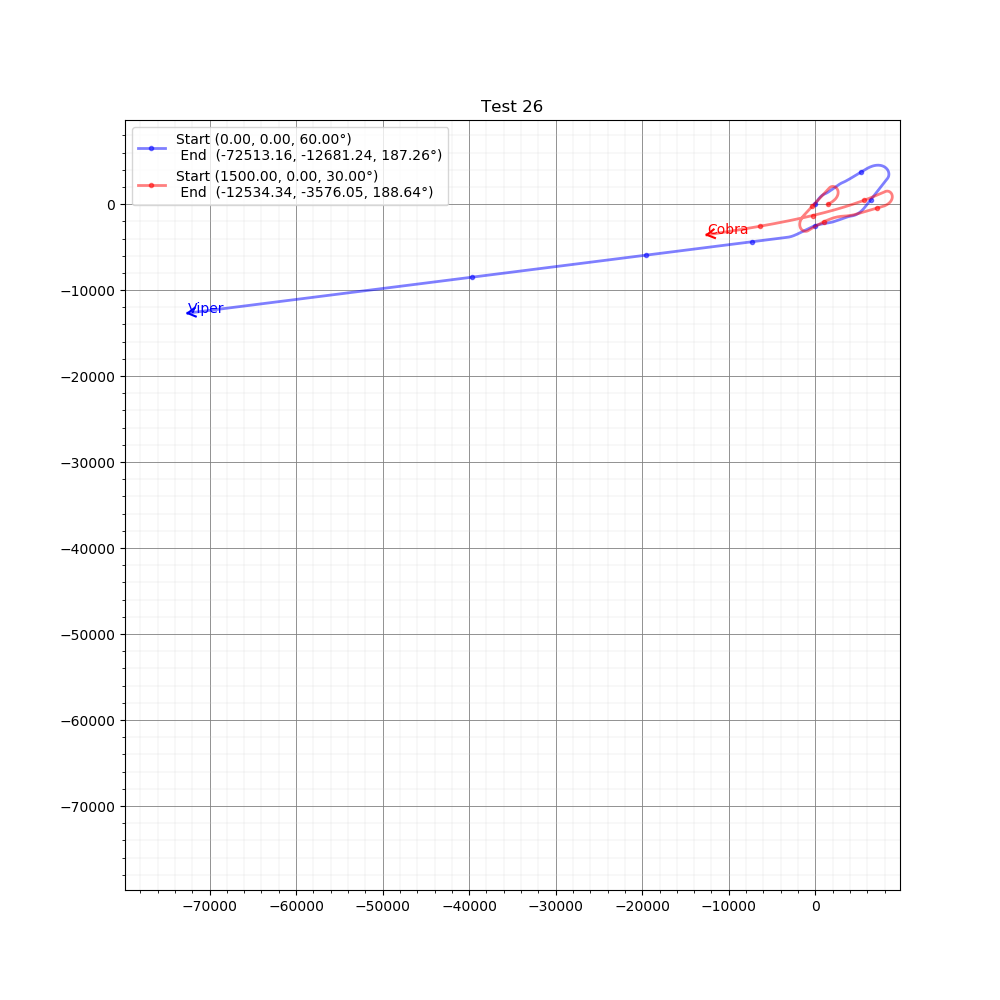 Test 26
Start (0.00, 0.00, 60.00°)
End  (-72513.16, -12681.24, 187.26°)
Start (1500.00, 0.00, 30.00°)
End  (-12534.34, -3576.05, 188.64°)
0
Cobra
−10000
Viper
−20000
−30000
−40000
−50000
−60000
−70000
−70000 −60000 −50000 −40000 −30000 −20000 −10000 0